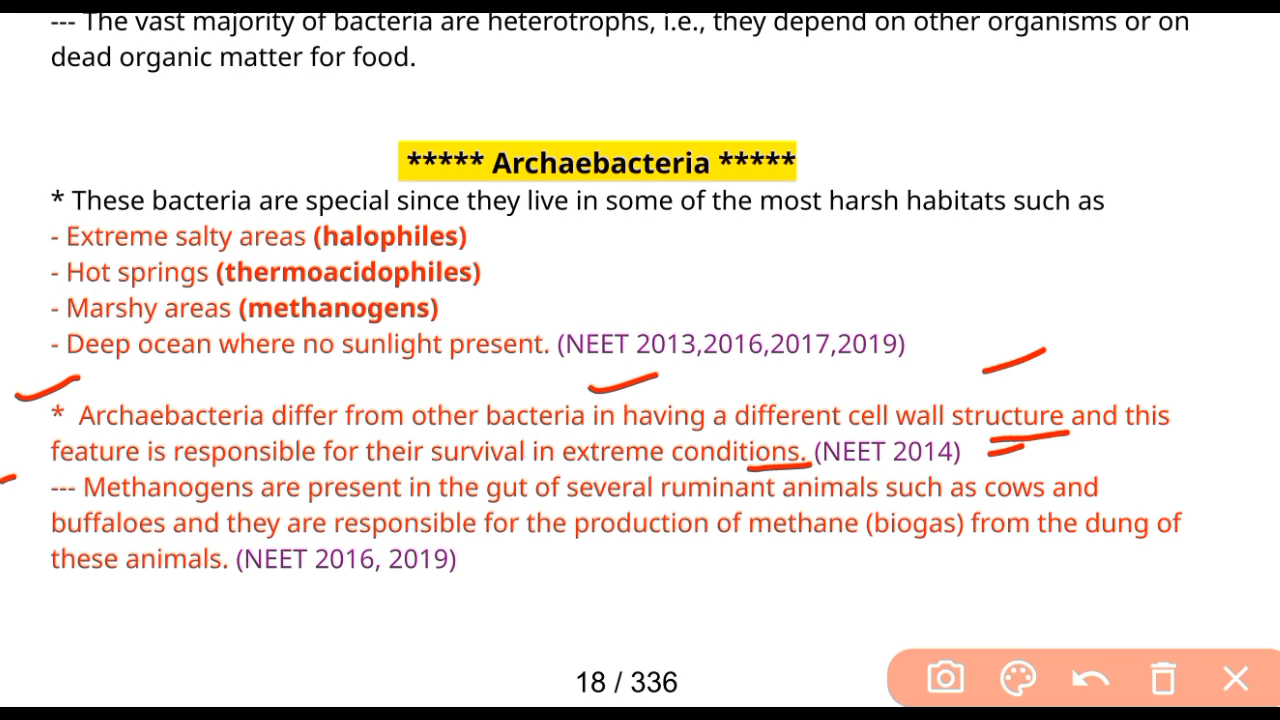 --- The vast majority of bacteria are heterotrophs, i.e., they depend on other organisms or on
dead organic matter for food.
***** Archaebacteria *****
* These bacteria are special since they live in some of the most harsh habitats such as
- Extreme salty areas (halophiles)
- Hot springs (thermoacidophiles)
- Marshy areas (methanogens)
- Deep ocean where no sunlight present. (NEET 2013,2016,2017,2019)
* Archaebacteria differ from other bacteria in having a different cell wall structure and this
feature is responsible for their survival in extreme conditions. (NEET 2014)
--- Methanogens are present in the gut of several ruminant animals such as cows and
buffaloes and they are responsible for the production of methane (biogas) from the dung of
these animals. (NEET 2016, 2019)
18 / 336